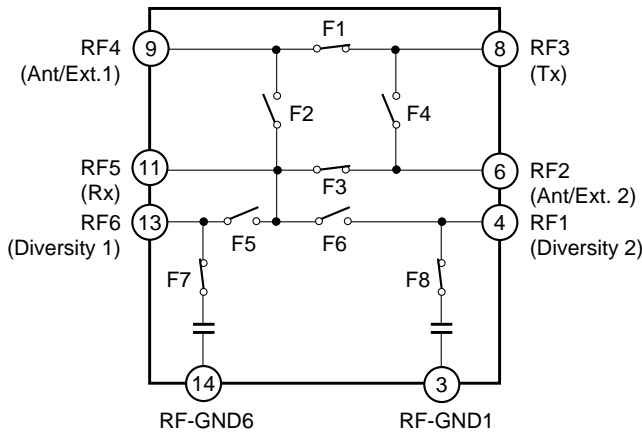 F1
RF4 9 8 RF3
(Ant/Ext.1) (Tx)
F2 F4
RF5 11 6 RF2
(Rx) F3 (Ant/Ext. 2)
RF6 13 4 RF1
(Diversity 1) F5 F6 (Diversity 2)
F7 F8
14 3
RF-GND6 RF-GND1